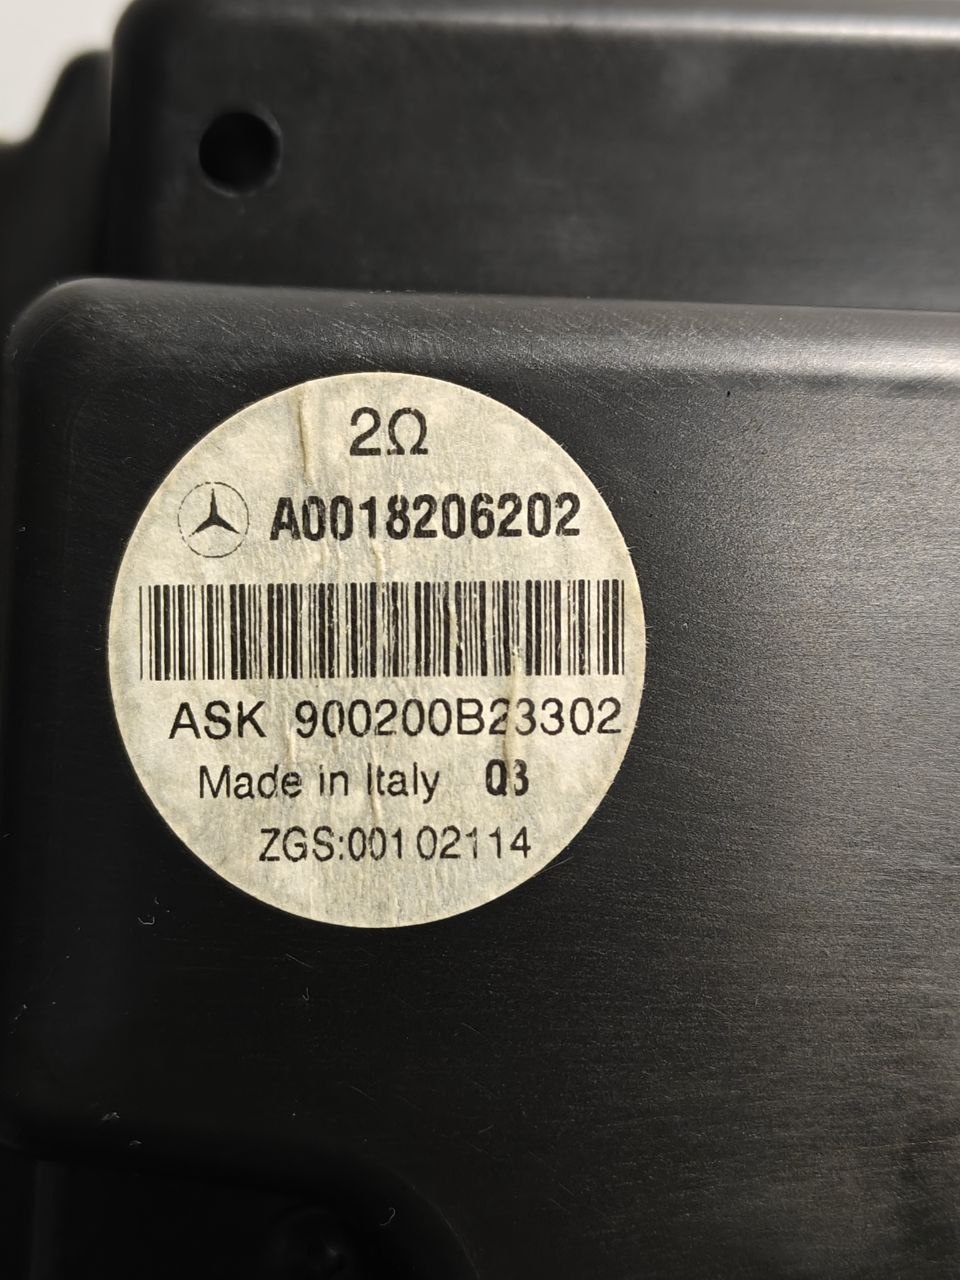 2Ω
A0018206202
ASK 900200B23302
Made in Italy Q3
ZGS:00102114